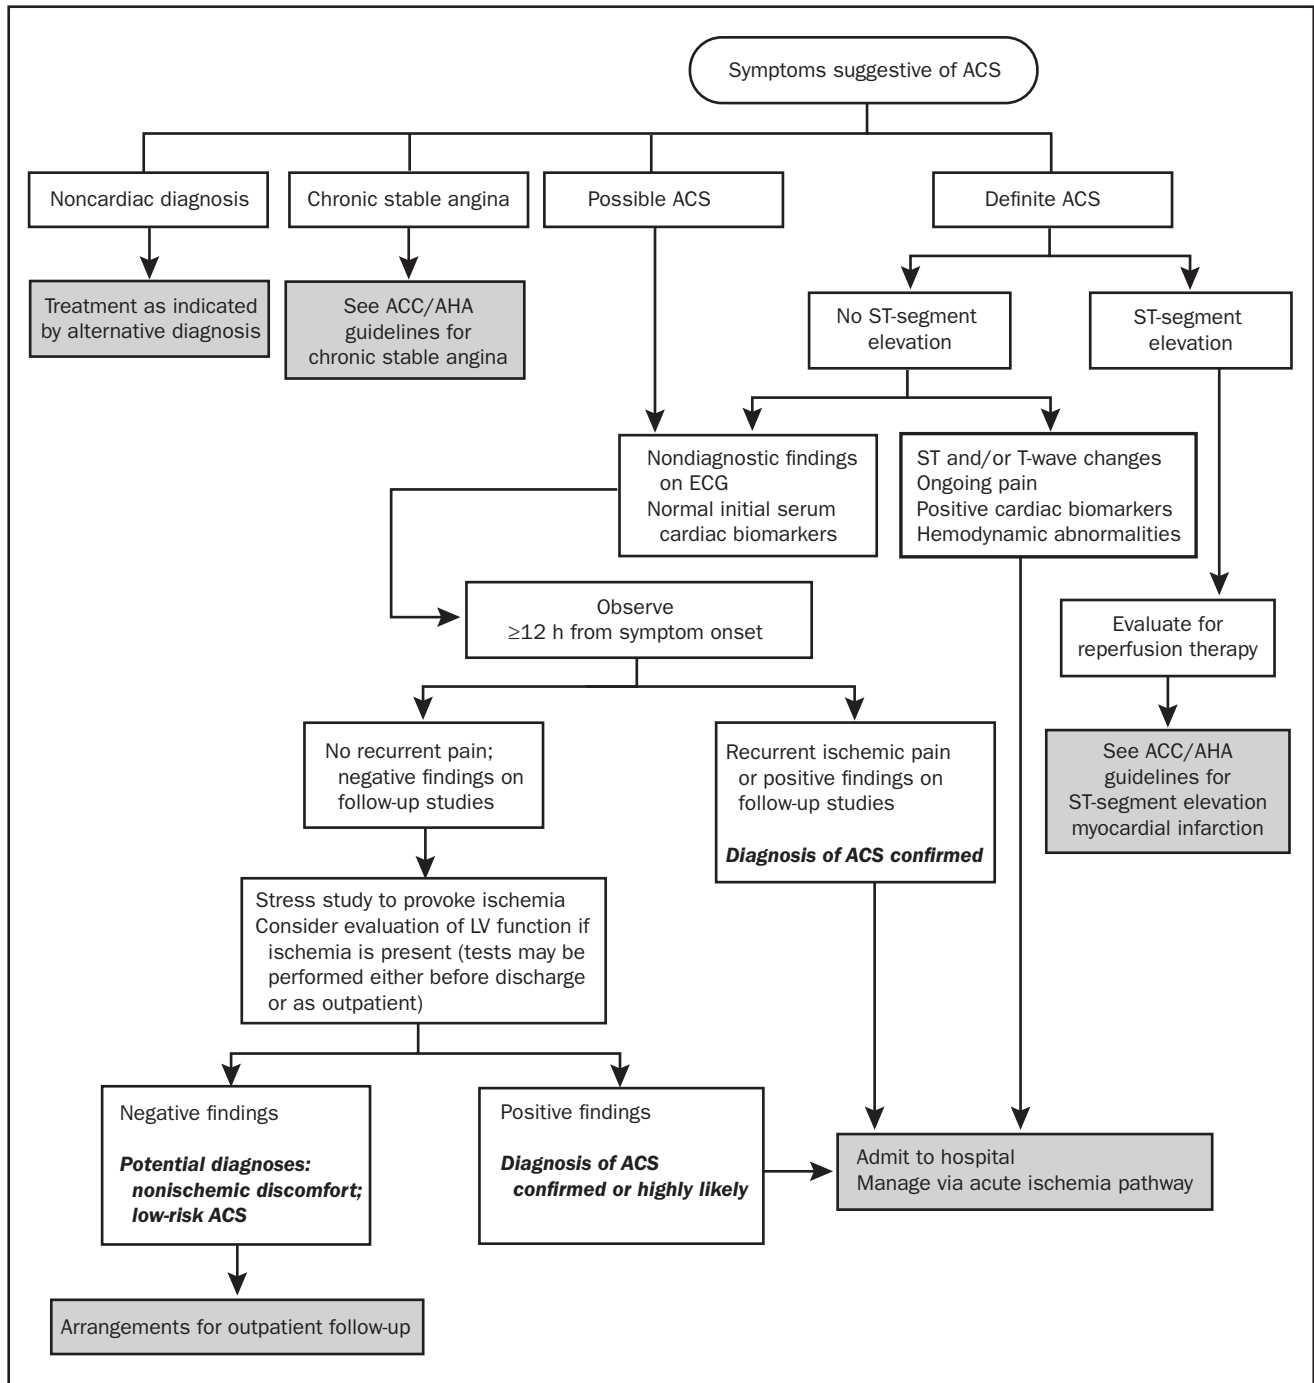 Symptoms suggestive of ACS
Noncardiac diagnosis
Chronic stable angina
Possible ACS
Definite ACS
Treatment as indicated
by alternative diagnosis
See ACC/AHA
guidelines for
chronic stable angina
No ST-segment
elevation
ST-segment
elevation
Nondiagnostic findings
on ECG
Normal initial serum
cardiac biomarkers
ST and/or T-wave changes
Ongoing pain
Positive cardiac biomarkers
Hemodynamic abnormalities
Observe
≥12 h from symptom onset
Evaluate for
reperfusion therapy
No recurrent pain;
negative findings on
follow-up studies
Recurrent ischemic pain
or positive findings on
follow-up studies
Diagnosis of ACS confirmed
See ACC/AHA
guidelines for
ST-segment elevation
myocardial infarction
Stress study to provoke ischemia
Consider evaluation of LV function if
ischemia is present (tests may be
performed either before discharge
or as outpatient)
Negative findings
Potential diagnoses:
nonischemic discomfort;
low-risk ACS
Positive findings
Diagnosis of ACS
confirmed or highly likely
Admit to hospital
Manage via acute ischemia pathway
Arrangements for outpatient follow-up